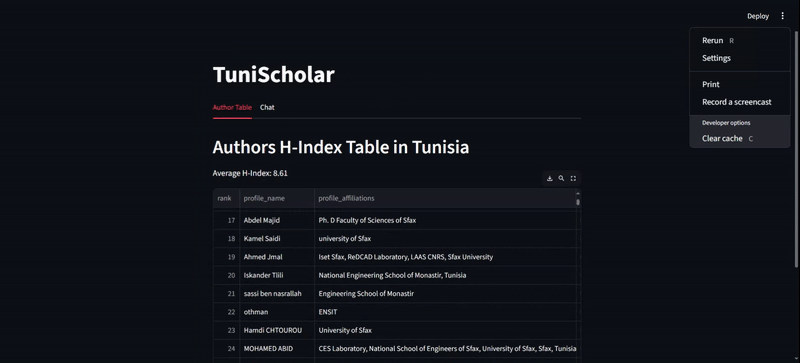 Deploy
Rerun R
Settings
Print
Record a screencast
Developer options
Clear cache C
TuniScholar
Author Table Chat
Authors H-Index Table in Tunisia
Average H-Index: 8.61
rank profile_name profile_affiliations
17 Abdel Majid Ph. D Faculty of Sciences of Sfax
18 Kamel Saidi university of Sfax
19 Ahmed Jmal Iset Sfax, ReDCAD Laboratory, LAAS CNRS, Sfax University
20 Iskander Tlili National Engineering School of Monastir, Tunisia
21 sassi ben nasrallah Engineering School of Monastir
22 othman ENSIT
23 Hamdi CHTOUROU University of Sfax
24 MOHAMED ABID CES Laboratory, National School of Engineers of Sfax, University of Sfax, Sfax, Tunisia